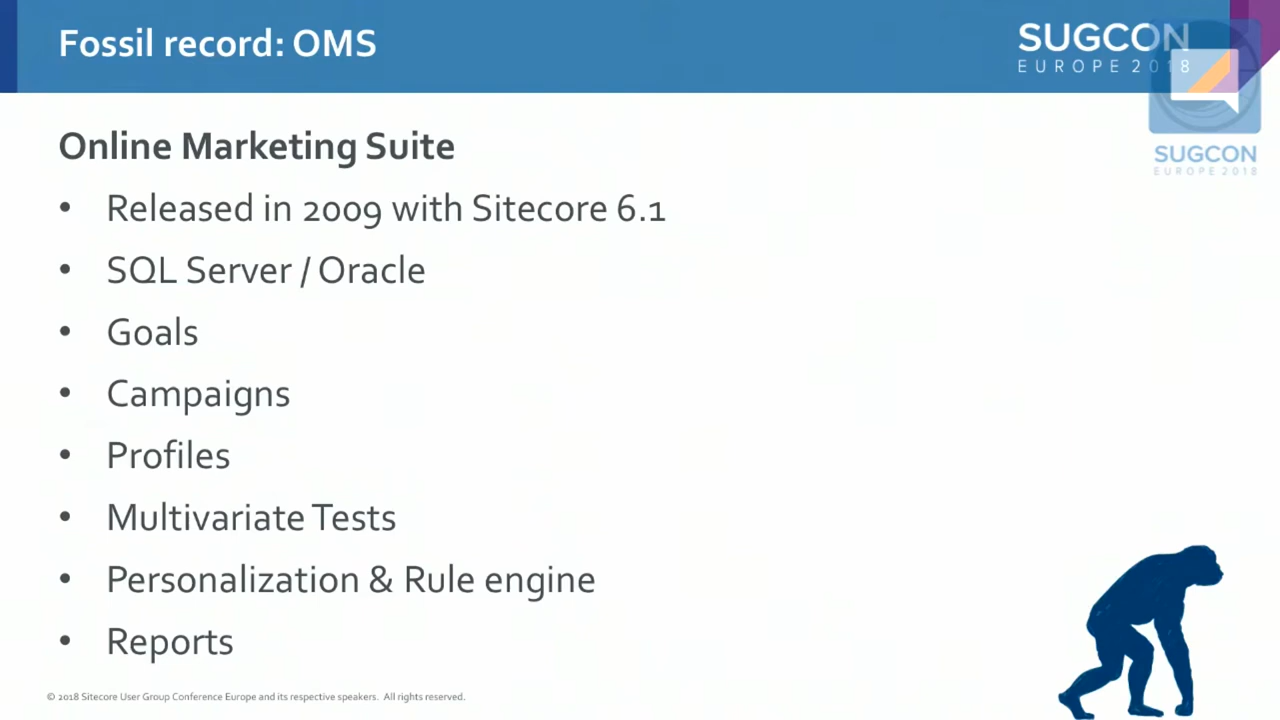 Fossil record: OMS
SUGCON
EUROPE 2018
SUGCON
EUROPE 2018
Online Marketing Suite
• Released in 2009 with Sitecore 6.1
• SQL Server / Oracle
• Goals
• Campaigns
• Profiles
• Multivariate Tests
• Personalization & Rule engine
• Reports
© 2018 Sitecore User Group Conference Europe and its respective speakers. All rights reserved.